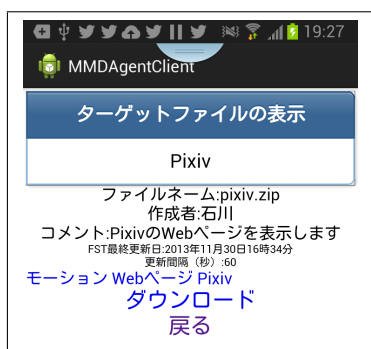 19:27
MMDAgentClient
ターゲットファイルの表示
Pixiv
ファイルネーム:pixiv.zip
作成者:石川
コメント:PixivのWebページを表示します
FST最終更新日:2013年11月30日16時34分
更新間隔（秒）:60
モーション Webページ Pixiv
ダウンロード
戻る